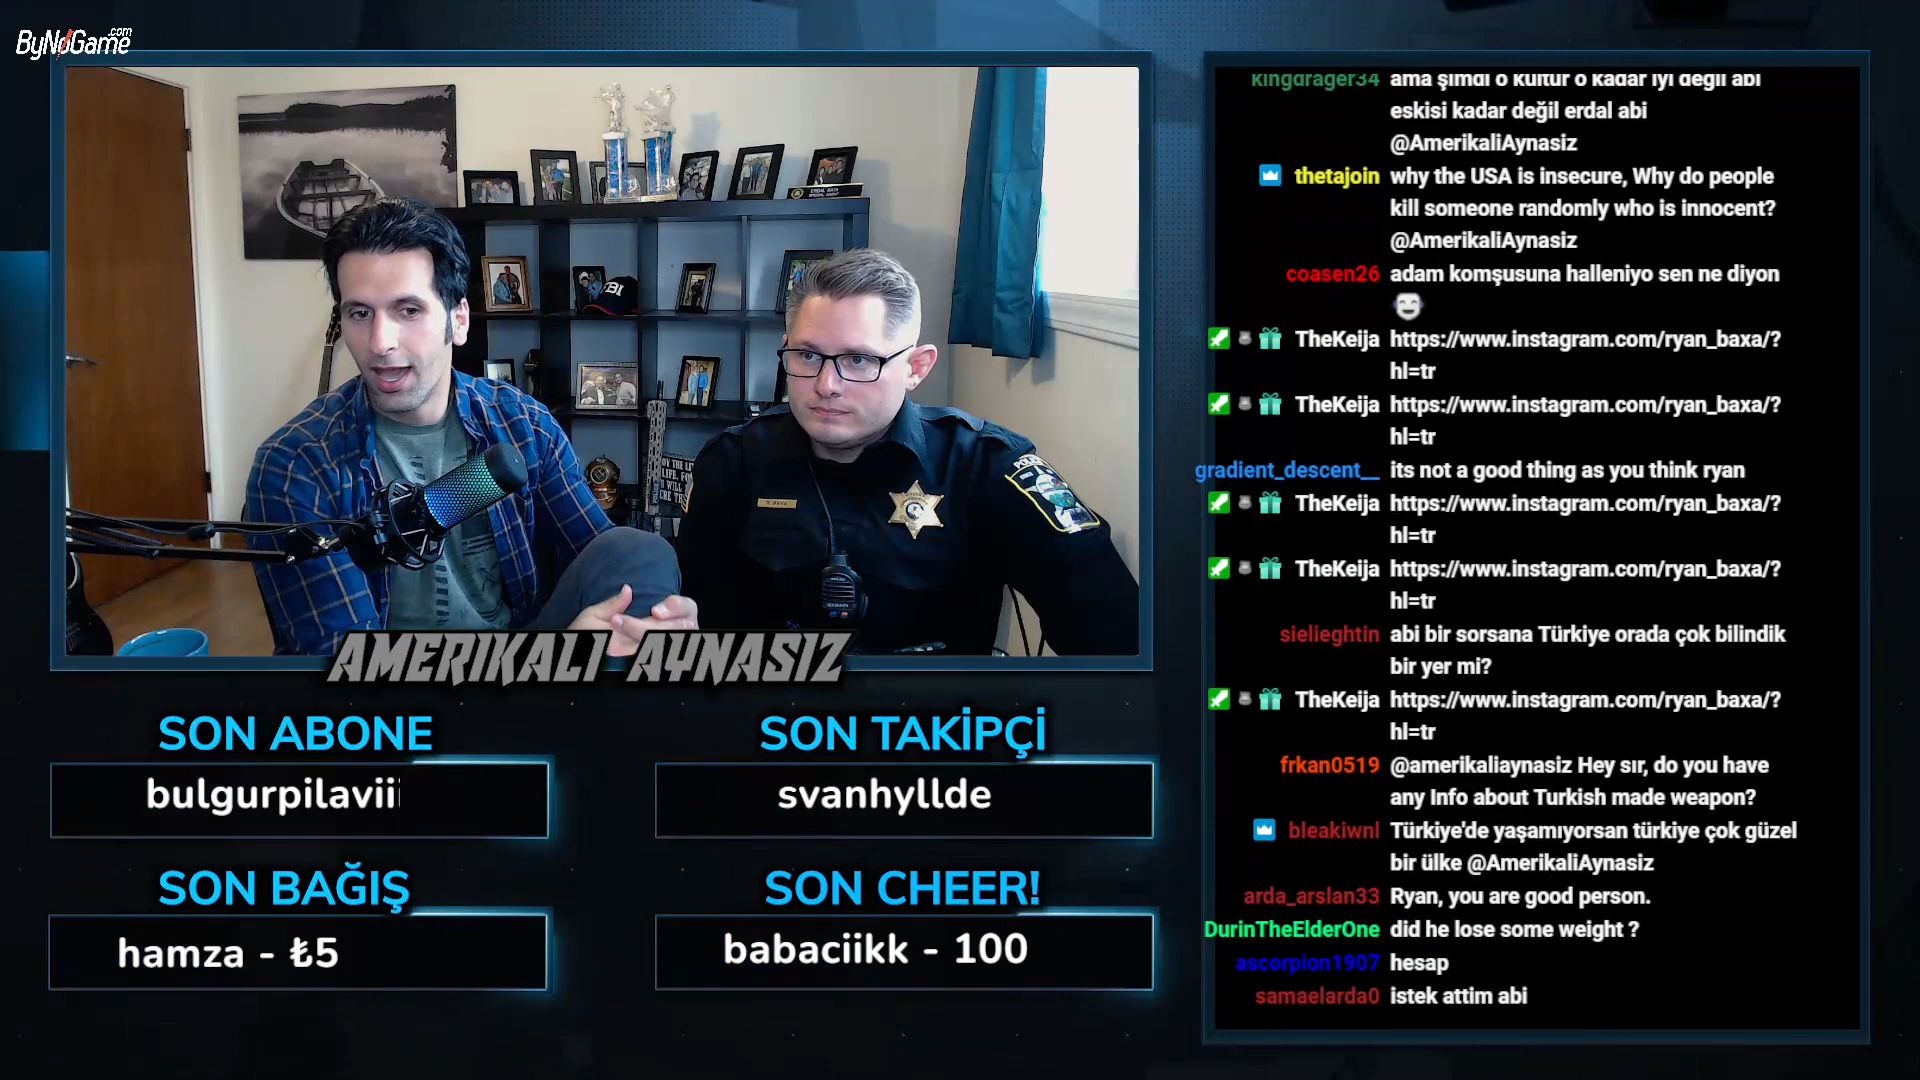 ByNoGame
.com
FBI
POLICE
AMERIKALI AYNASIZ
SON ABONE
bulgurpilaviii
SON TAKİPÇİ
svanhyllde
SON BAĞIŞ
hamza - ₺5
SON CHEER!
babaciikk - 100
kingdrager34 ama şimdi o kültür o kadar iyi değil abi
eskisi kadar değil erdal abi
@AmerikaliAynasiz
thetajoin why the USA is insecure, Why do people
kill someone randomly who is innocent?
@AmerikaliAynasiz
coasen26 adam komşusuna halleniyo sen ne diyon
TheKeija https://www.instagram.com/ryan_baxa/?
hl=tr
TheKeija https://www.instagram.com/ryan_baxa/?
hl=tr
gradient_descent__ its not a good thing as you think ryan
TheKeija https://www.instagram.com/ryan_baxa/?
hl=tr
TheKeija https://www.instagram.com/ryan_baxa/?
hl=tr
sielieghtin abi bir sorsana Türkiye orada çok bilindik
bir yer mi?
TheKeija https://www.instagram.com/ryan_baxa/?
hl=tr
frkan0519 @amerikaliaynasiz Hey sır, do you have
any Info about Turkish made weapon?
bleakiwnl Türkiye'de yaşamıyorsan türkiye çok güzel
bir ülke @AmerikaliAynasiz
arda_arslan33 Ryan, you are good person.
DurinTheElderOne did he lose some weight ?
ascorpion1907 hesap
samaelarda0 istek attim abi